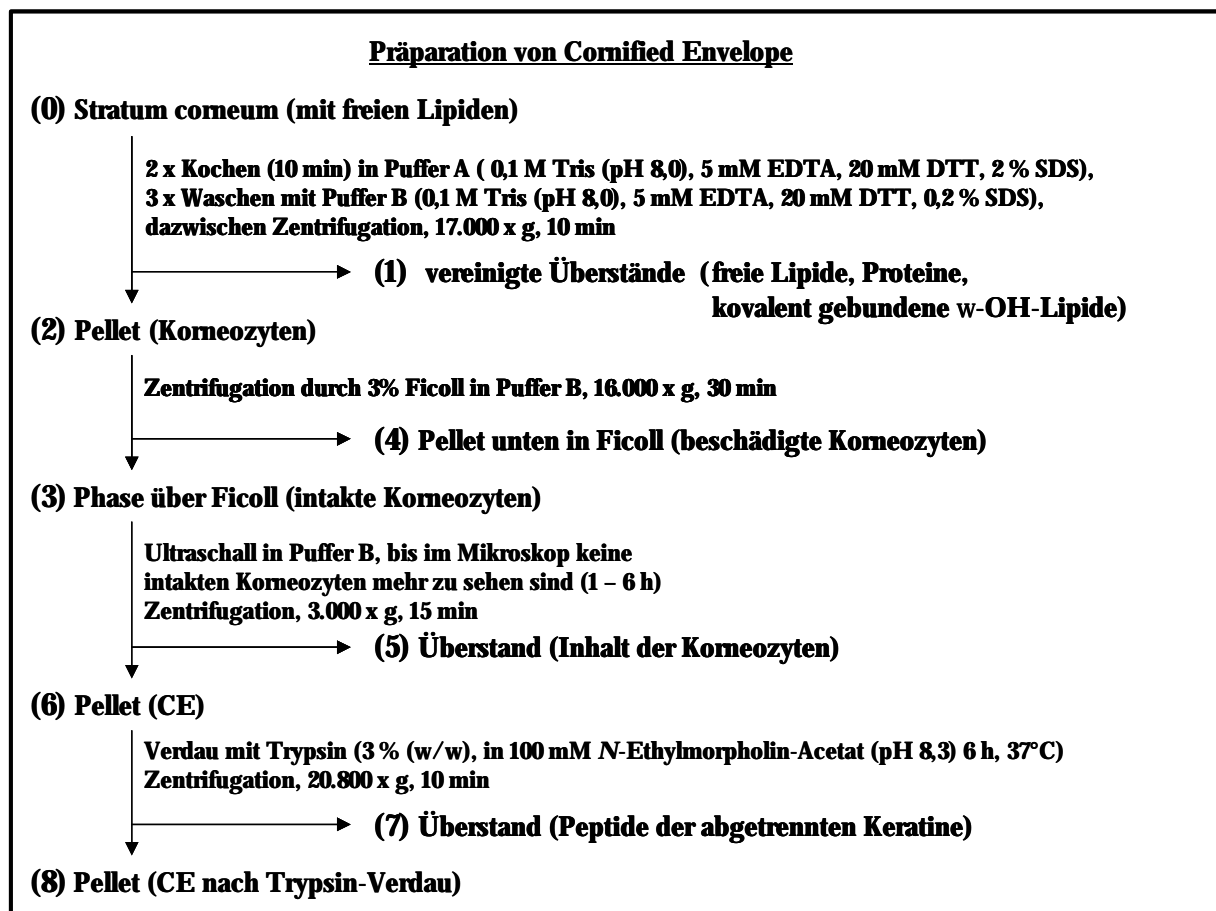 Präparation von Cornified Envelope
(0) Stratum corneum (mit freien Lipiden)
2 x Kochen (10 min) in Puffer A ( 0,1 M Tris (pH 8,0), 5 mM EDTA, 20 mM DTT, 2 % SDS),
3 x Waschen mit Puffer B (0,1 M Tris (pH 8,0), 5 mM EDTA, 20 mM DTT, 0,2 % SDS),
dazwischen Zentrifugation, 17.000 x g, 10 min
(1) vereinigte Überstände (freie Lipide, Proteine,
kovalent gebundene w-OH-Lipide)
(2) Pellet (Korneozyten)
Zentrifugation durch 3% Ficoll in Puffer B, 16.000 x g, 30 min
(4) Pellet unten in Ficoll (beschädigte Korneozyten)
(3) Phase über Ficoll (intakte Korneozyten)
Ultraschall in Puffer B, bis im Mikroskop keine
intakten Korneozyten mehr zu sehen sind (1 – 6 h)
Zentrifugation, 3.000 x g, 15 min
(5) Überstand (Inhalt der Korneozyten)
(6) Pellet (CE)
Verdau mit Trypsin (3 % (w/w), in 100 mM N-Ethylmorpholin-Acetat (pH 8,3) 6 h, 37°C)
Zentrifugation, 20.800 x g, 10 min
(7) Überstand (Peptide der abgetrennten Keratine)
(8) Pellet (CE nach Trypsin-Verdau)